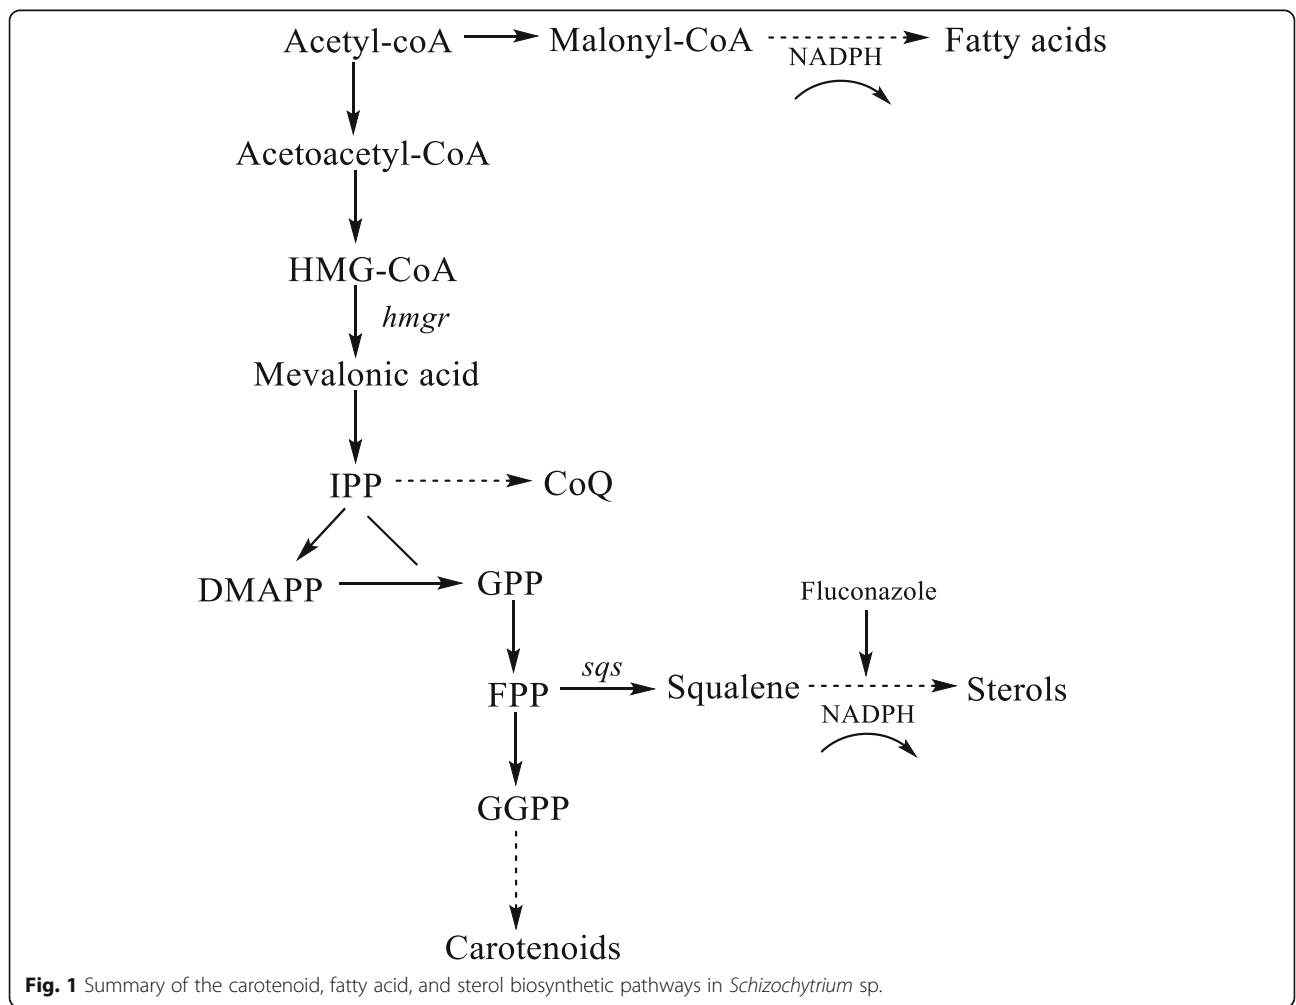 Acetyl-coA
Malonyl-CoA
NADPH
Fatty acids
Acetoacetyl-CoA
HMG-CoA
hmgr
Mevalonic acid
IPP
CoQ
DMAPP
GPP
Fluconazole
FPP
sqs
Squalene
NADPH
Sterols
GGPP
Carotenoids
Fig. 1 Summary of the carotenoid, fatty acid, and sterol biosynthetic pathways in Schizochytrium sp.